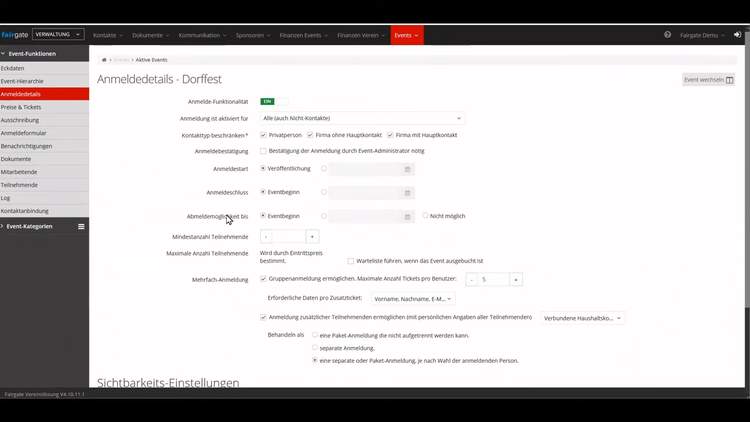 fairgate VERWALTUNG Kontakte Dokumente Kommunikation Sponsoren Finanzen Events Finanzen Verein Events Fairgate Demo
Event-Funktionen
Eckdaten
Event-Hierarchie
Anmeldedetails
Preise & Tickets
Ausschreibung
Anmeldeformular
Benachrichtigungen
Dokumente
Mitarbeitende
Teilnehmende
Log
Kontaktanbindung
Event-Kategorien
Events / Aktive Events
Anmeldedetails - Dorffest
Event wechseln
Anmelde-Funktionalität EIN
Anmeldung ist aktiviert für Alle (auch Nicht-Kontakte)
Kontakttyp beschränken * Privatperson Firma ohne Hauptkontakt Firma mit Hauptkontakt
Anmeldebestätigung Bestätigung der Anmeldung durch Event-Administrator nötig
Anmeldestart Veröffentlichung
Anmeldeschluss Eventbeginn
Abmeldemöglichkeit bis Eventbeginn Nicht möglich
Mindestanzahl Teilnehmende - +
Maximale Anzahl Teilnehmende Wird durch Eintrittspreis
bestimmt. Warteliste führen, wenn das Event ausgebucht ist
Mehrfach-Anmeldung Gruppenanmeldung ermöglichen. Maximale Anzahl Tickets pro Benutzer: - 5 +
Erforderliche Daten pro Zusatzticket: Vorname, Nachname, E-M...
Anmeldung zusätzlicher Teilnehmenden ermöglichen (mit persönlichen Angaben aller Teilnehmenden) Verbundene Haushaltsko...
Behandeln als eine Paket-Anmeldung die nicht aufgetrennt werden kann.
separate Anmeldung.
eine separate oder Paket-Anmeldung, je nach Wahl der anmeldenden Person.
Sichtbarkeits-Einstellungen
Fairgate Vereinslösung V4.10.11.1